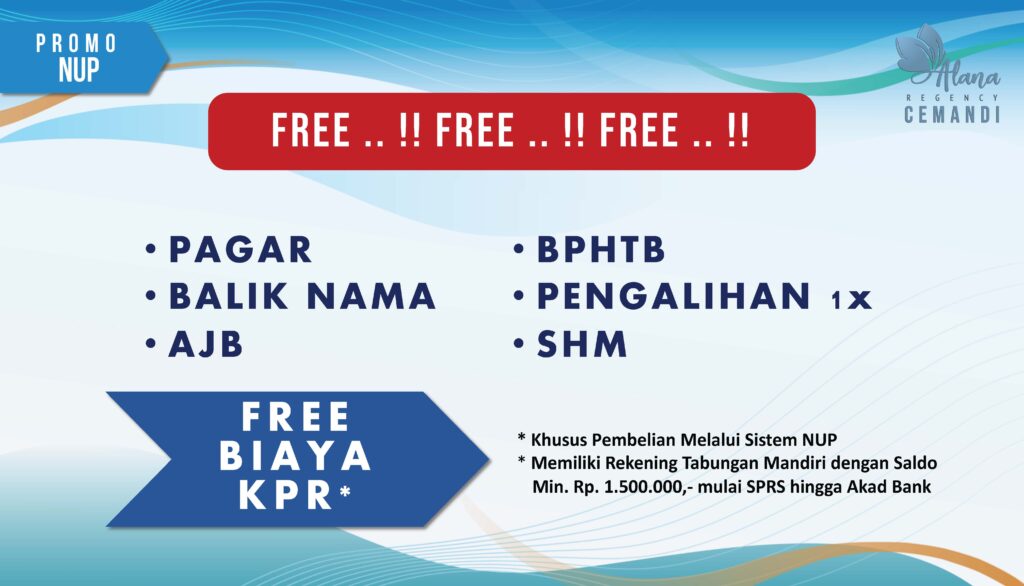 PROMO
NUP
Alana
REGENCY
CEMANDI
FREE .. !! FREE .. !! FREE .. !!
• PAGAR
• BALIK NAMA
• AJB
• BPHTB
• PENGALIHAN 1X
• SHM
FREE
BIAYA
KPR*
* Khusus Pembelian Melalui Sistem NUP
* Memiliki Rekening Tabungan Mandiri dengan Saldo
Min. Rp. 1.500.000,- mulai SPRS hingga Akad Bank